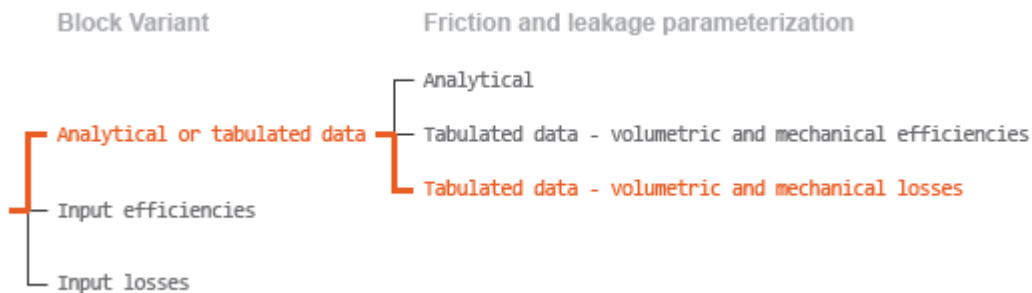 Block Variant
Friction and leakage parameterization
Analytical
Analytical or tabulated data
Tabulated data - volumetric and mechanical efficiencies
Tabulated data - volumetric and mechanical losses
Input efficiencies
Input losses